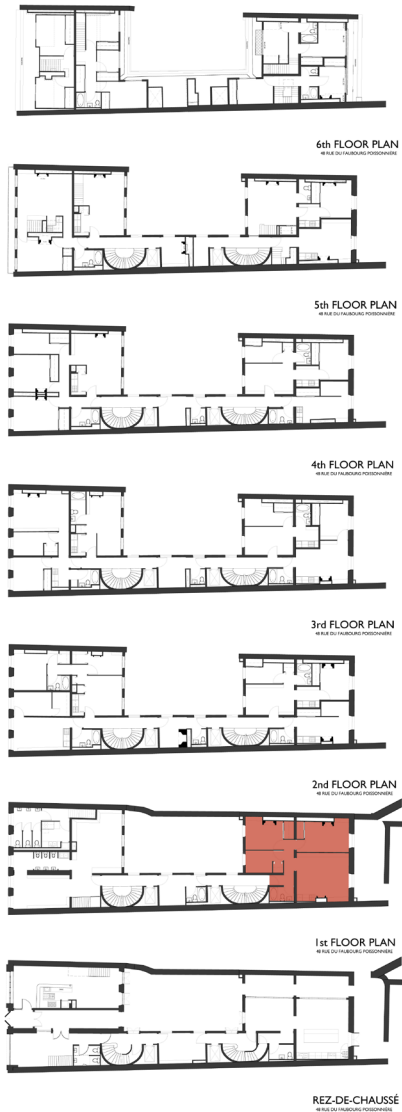 6th FLOOR PLAN
48 RUE DU FAUBOURG POISSONNIÈRE
5th FLOOR PLAN
48 RUE DU FAUBOURG POISSONNIÈRE
4th FLOOR PLAN
48 RUE DU FAUBOURG POISSONNIÈRE
3rd FLOOR PLAN
48 RUE DU FAUBOURG POISSONNIÈRE
2nd FLOOR PLAN
48 RUE DU FAUBOURG POISSONNIÈRE
1st FLOOR PLAN
48 RUE DU FAUBOURG POISSONNIÈRE
REZ-DE-CHAUSSÉ
48 RUE DU FAUBOURG POISSONNIÈRE